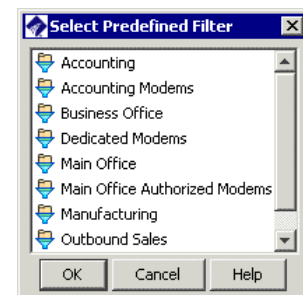 Select Predefined Filter
Accounting
Accounting Modems
Business Office
Dedicated Modems
Main Office
Main Office Authorized Modems
Manufacturing
Outbound Sales
OK Cancel Help